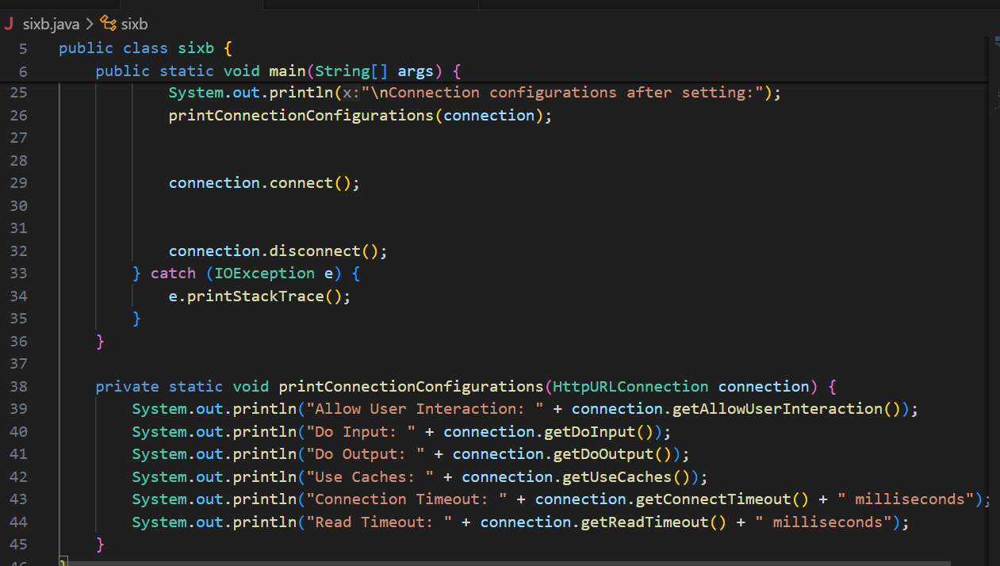 J sixb.java > sixb
5 public class sixb {
6 public static void main(String[] args) {
25 System.out.println(x:"\nConnection configurations after setting:");
26 printConnectionConfigurations(connection);
27
28
29 connection.connect();
30
31
32 connection.disconnect();
33 } catch (IOException e) {
34 e.printStackTrace();
35 }
36 }
37
38 private static void printConnectionConfigurations(HttpURLConnection connection) {
39 System.out.println("Allow User Interaction: " + connection.getAllowUserInteraction());
40 System.out.println("Do Input: " + connection.getDoInput());
41 System.out.println("Do Output: " + connection.getDoOutput());
42 System.out.println("Use Caches: " + connection.getUseCaches());
43 System.out.println("Connection Timeout: " + connection.getConnectTimeout() + " milliseconds");
44 System.out.println("Read Timeout: " + connection.getReadTimeout() + " milliseconds");
45 }
46 }